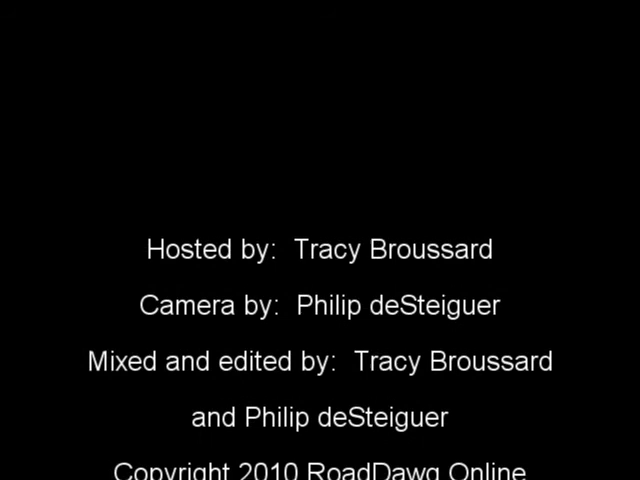 Hosted by:  Tracy Broussard
Camera by:  Philip deSteiguer
Mixed and edited by:  Tracy Broussard
and Philip deSteiguer
Copyright 2010 RoadDawg Online